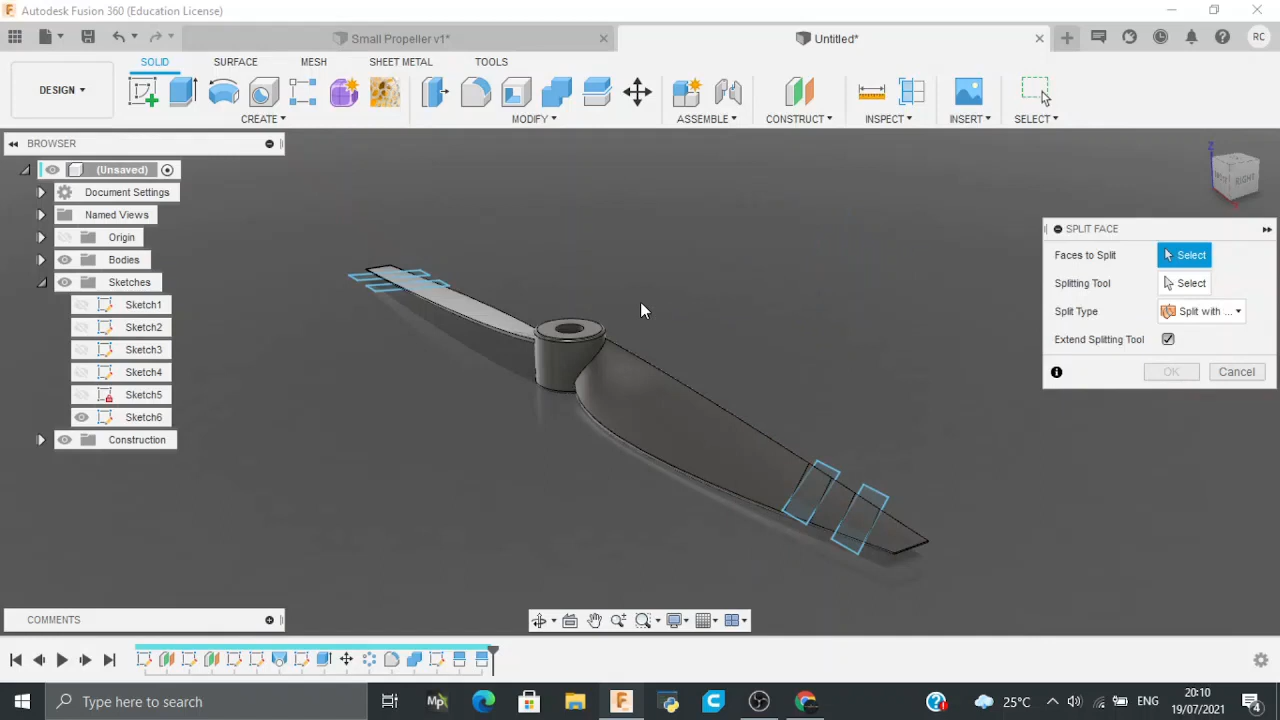 Autodesk Fusion 360 (Education License)
Small Propeller v1*
Untitled*
RC
DESIGN
SOLID
SURFACE
MESH
SHEET METAL
TOOLS
CREATE
MODIFY
ASSEMBLE
CONSTRUCT
INSPECT
INSERT
SELECT
BROWSER
(Unsaved)
Document Settings
Named Views
Origin
Bodies
Sketches
Sketch1
Sketch2
Sketch3
Sketch4
Sketch5
Sketch6
Construction
Z
RIGHT
SPLIT FACE
Faces to Split
Select
Splitting Tool
Select
Split Type
Split with ...
Extend Splitting Tool
OK
Cancel
COMMENTS
Type here to search
Mp
25°C
ENG
20:10
19/07/2021
4